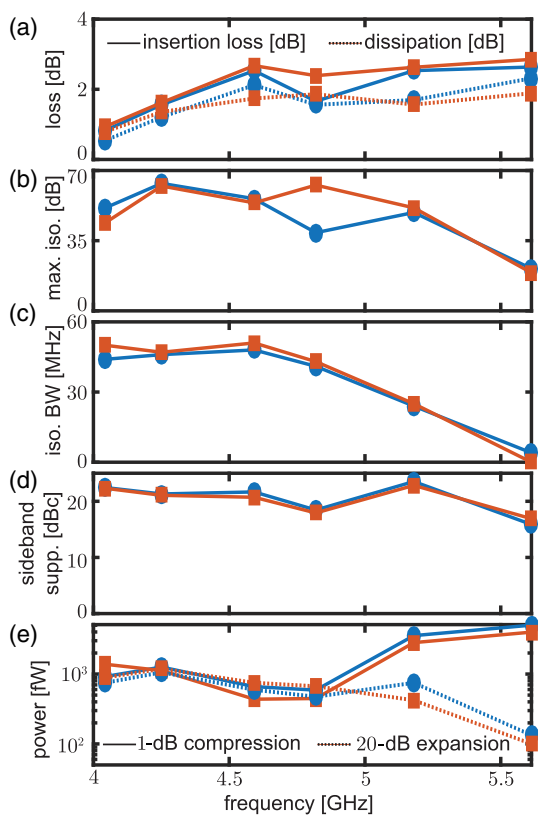 (a)
4
2
0
loss [dB]
insertion loss [dB]
dissipation [dB]
(b)
70
35
0
max. iso. [dB]
(c)
60
30
0
iso. BW [MHz]
(d)
20
10
0
sideband
supp. [dBc]
(e)
10³
10²
power [fW]
1-dB compression
20-dB expansion
4
4.5
5
5.5
frequency [GHz]